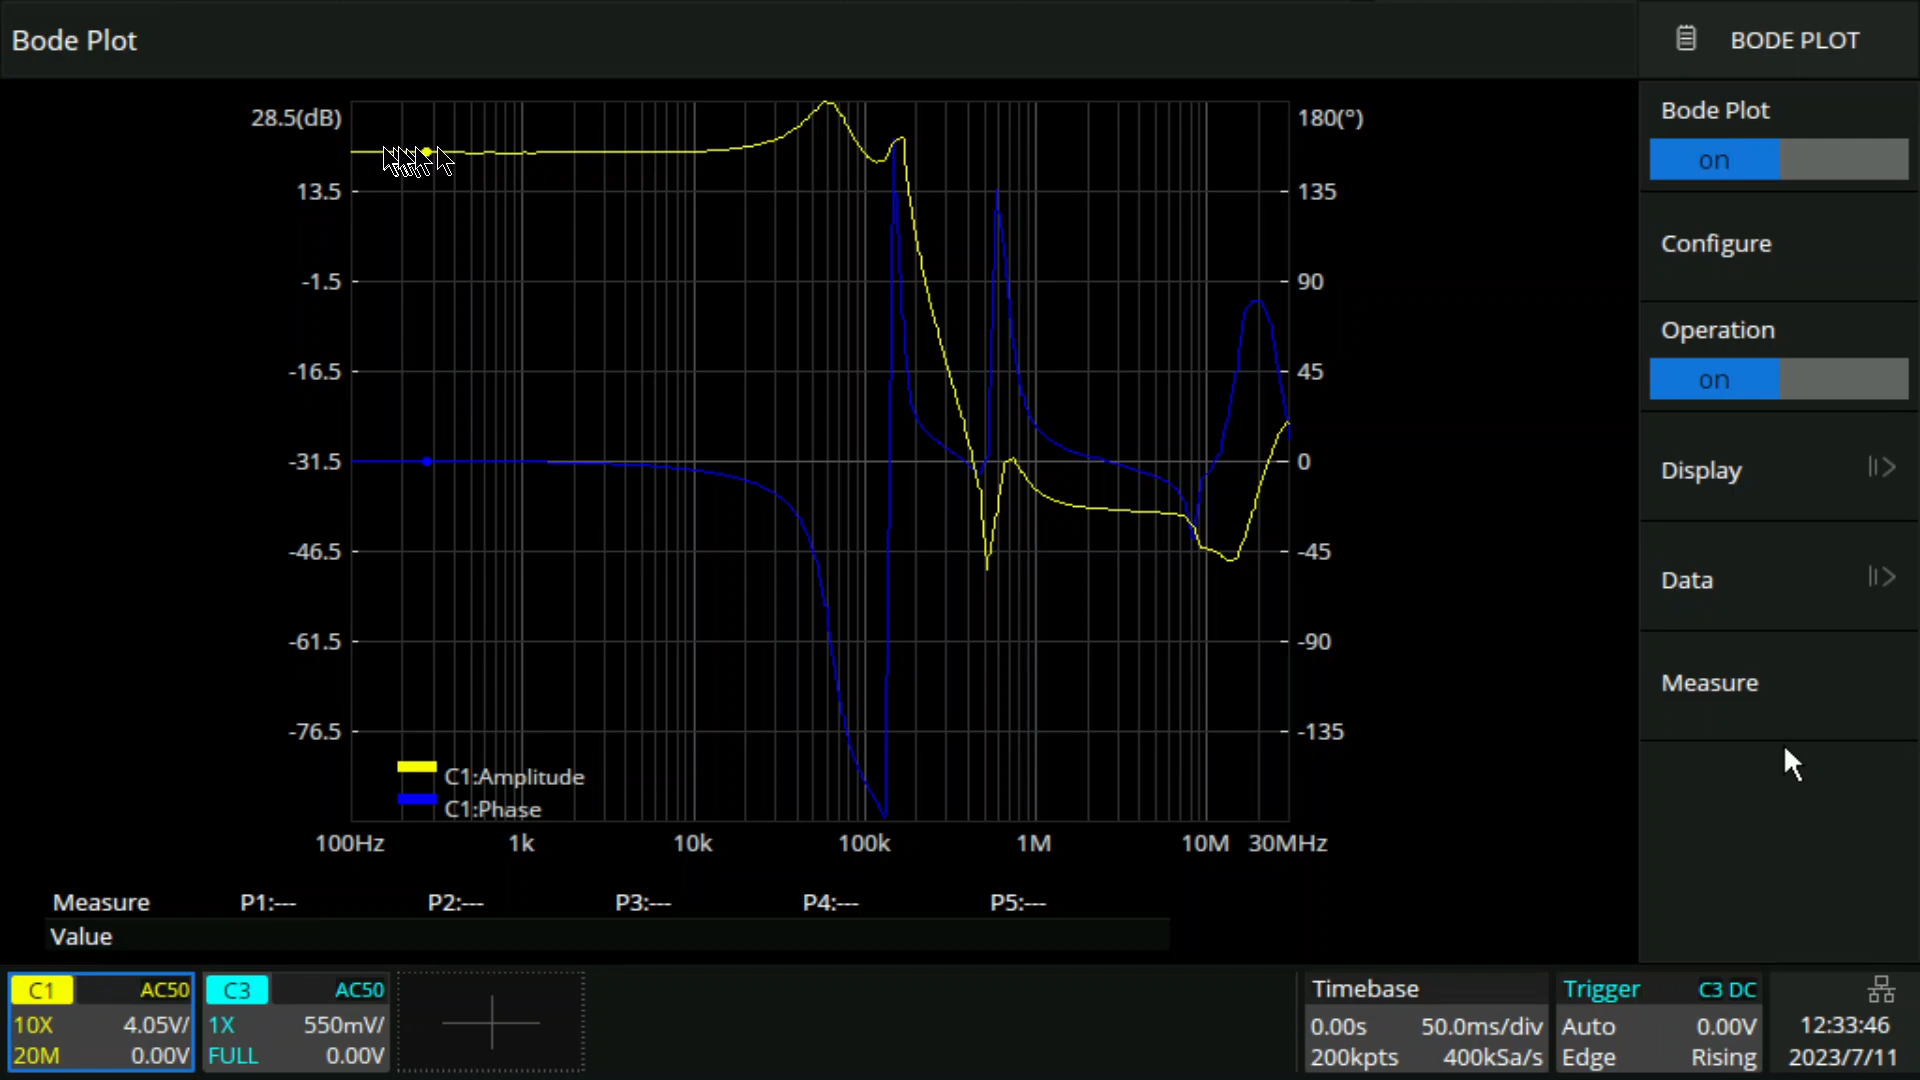 Bode Plot
BODE PLOT
28.5(dB)
13.5
-1.5
-16.5
-31.5
-46.5
-61.5
-76.5
180(°)
135
90
45
0
-45
-90
-135
C1:Amplitude
C1:Phase
100Hz 1k 10k 100k 1M 10M 30MHz
Measure P1:--- P2:--- P3:--- P4:--- P5:---
Value
Bode Plot
on
Configure
Operation
on
Display
Data
Measure
C1 AC50
10X 4.05V/
20M 0.00V
C3 AC50
1X 550mV/
FULL 0.00V
Timebase
0.00s 50.0ms/div
200kpts 400kSa/s
Trigger C3 DC
Auto 0.00V
Edge Rising
12:33:46
2023/7/11